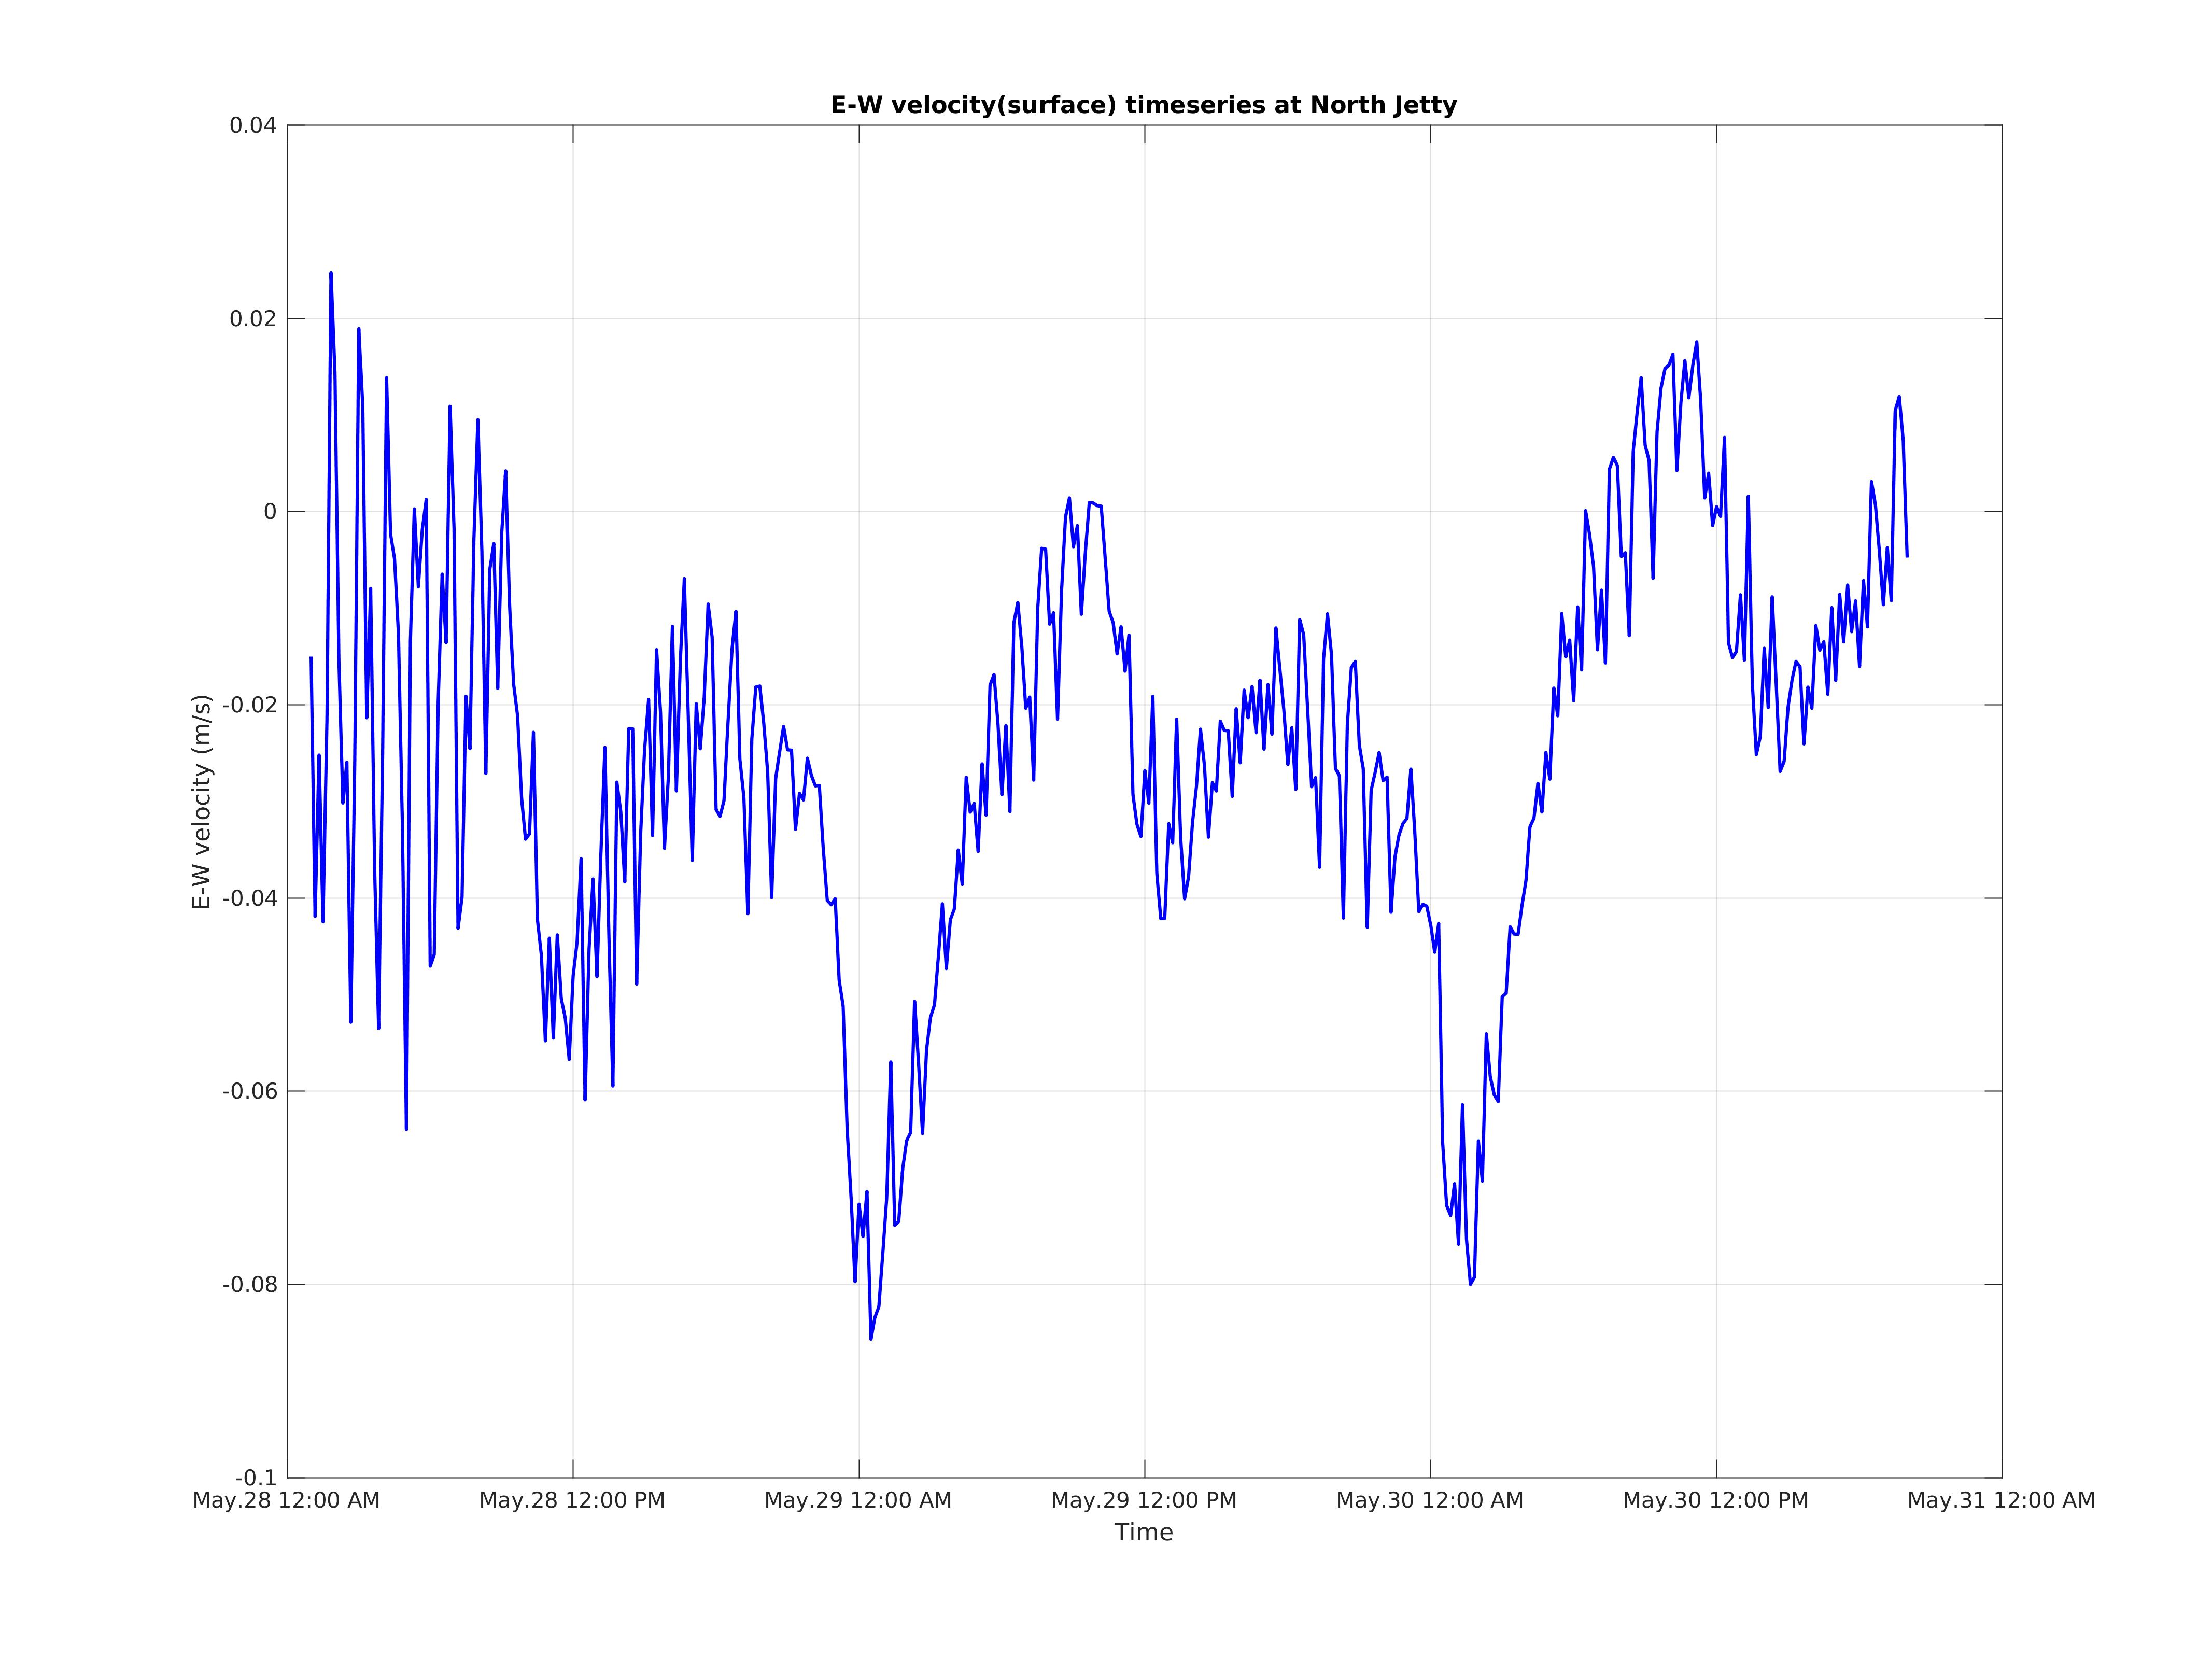 E-W velocity(surface) timeseries at North Jetty
0.04
0.02
0
-0.02
-0.04
-0.06
-0.08
-0.1
E-W velocity (m/s)
May.28 12:00 AM May.28 12:00 PM May.29 12:00 AM May.29 12:00 PM May.30 12:00 AM May.30 12:00 PM May.31 12:00 AM
Time